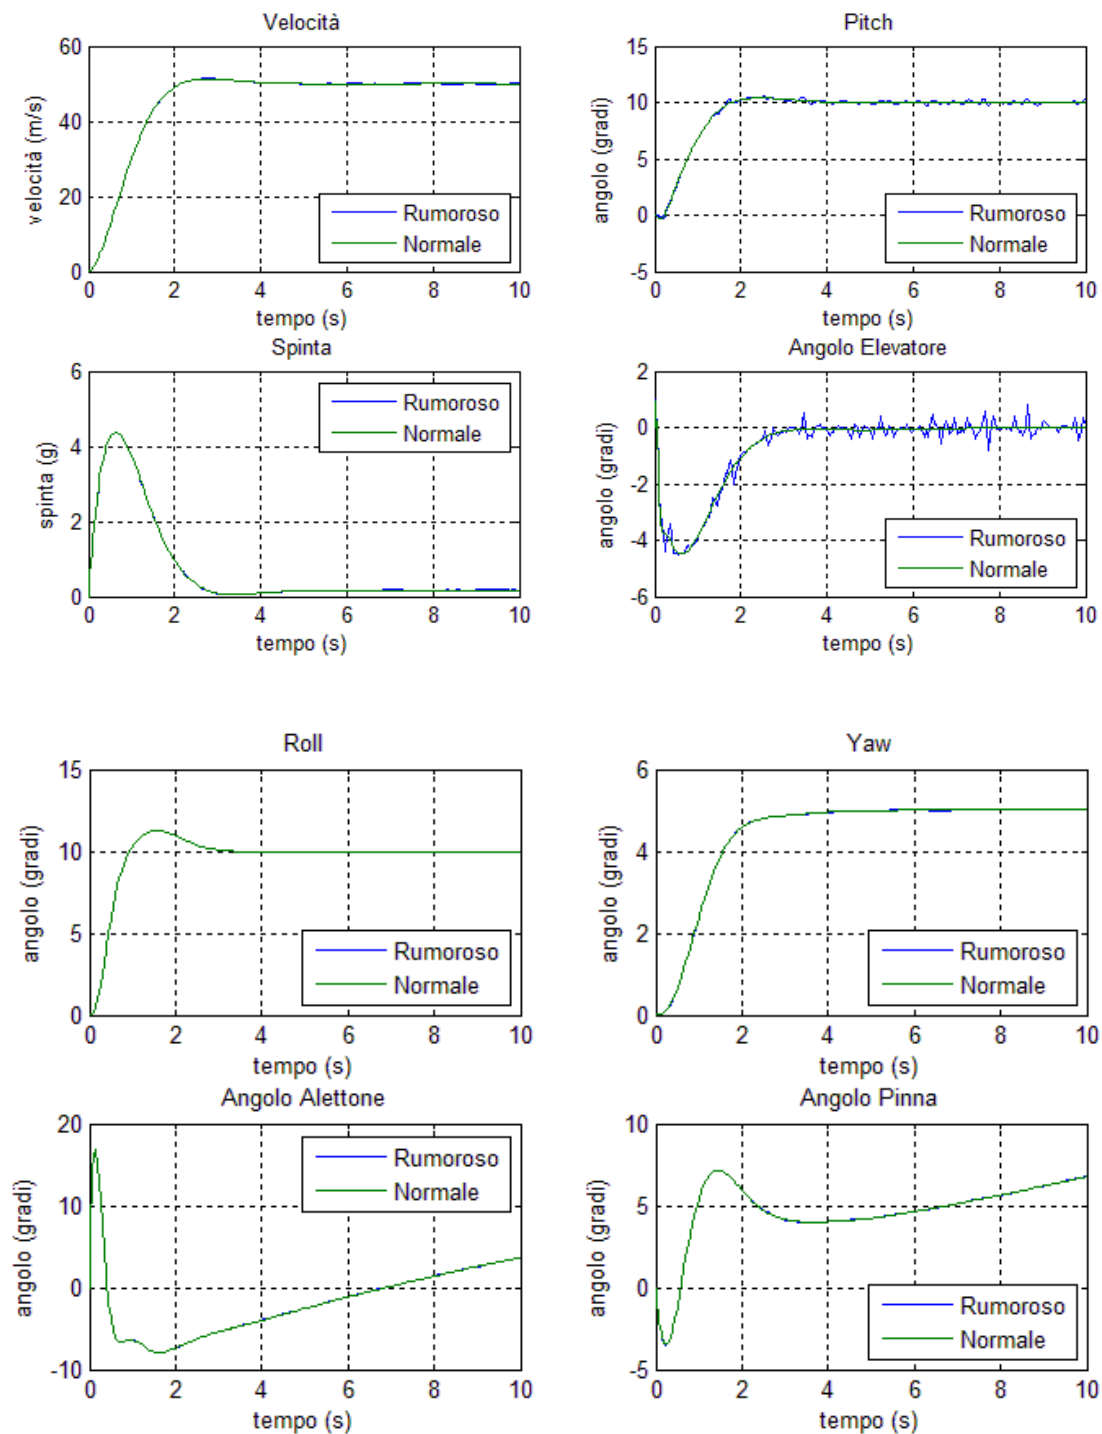 Velocità
60
40
20
0
velocità (m/s)
Rumoroso
Normale
0 2 4 6 8 10
tempo (s)
Pitch
15
10
5
0
-5
angolo (gradi)
Rumoroso
Normale
0 2 4 6 8 10
tempo (s)
Spinta
6
4
2
0
spinta (g)
Rumoroso
Normale
0 2 4 6 8 10
tempo (s)
Angolo Elevatore
2
0
-2
-4
-6
angolo (gradi)
Rumoroso
Normale
0 2 4 6 8 10
tempo (s)
Roll
15
10
5
0
angolo (gradi)
Rumoroso
Normale
0 2 4 6 8 10
tempo (s)
Yaw
6
4
2
0
angolo (gradi)
Rumoroso
Normale
0 2 4 6 8 10
tempo (s)
Angolo Alettone
20
10
0
-10
angolo (gradi)
Rumoroso
Normale
0 2 4 6 8 10
tempo (s)
Angolo Pinna
10
5
0
-5
angolo (gradi)
Rumoroso
Normale
0 2 4 6 8 10
tempo (s)